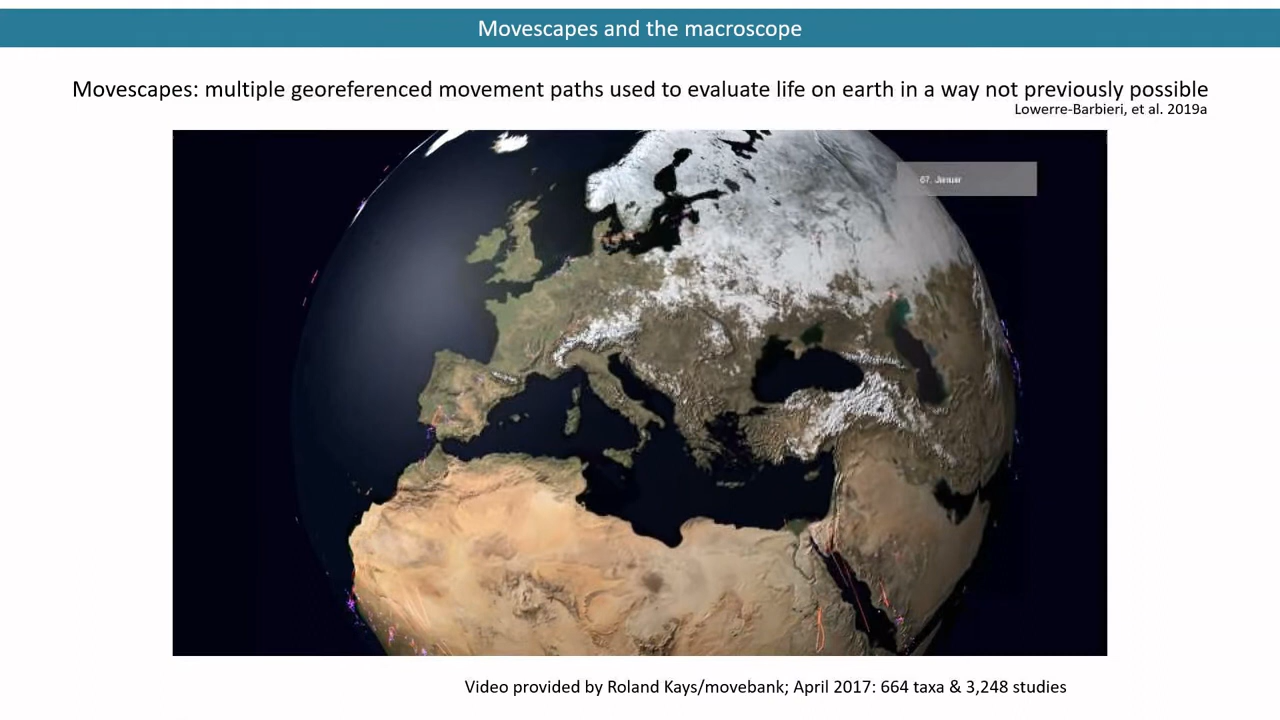 Movescapes and the macroscope
Movescapes: multiple georeferenced movement paths used to evaluate life on earth in a way not previously possible
Lowerre-Barbieri, et al. 2019a
67. Januar
Video provided by Roland Kays/movebank; April 2017: 664 taxa & 3,248 studies